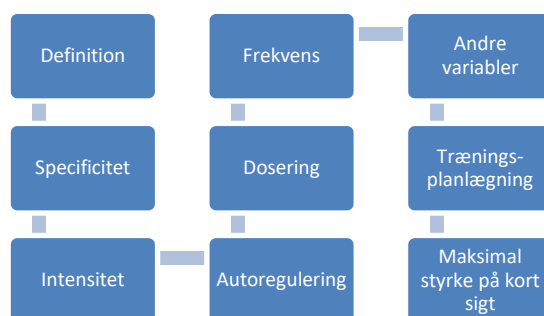 Definition
Specificitet
Intensitet
Autoregulering
Dosering
Frekvens
Andre
variabler
Trænings-
planlægning
Maksimal
styrke på kort
sigt